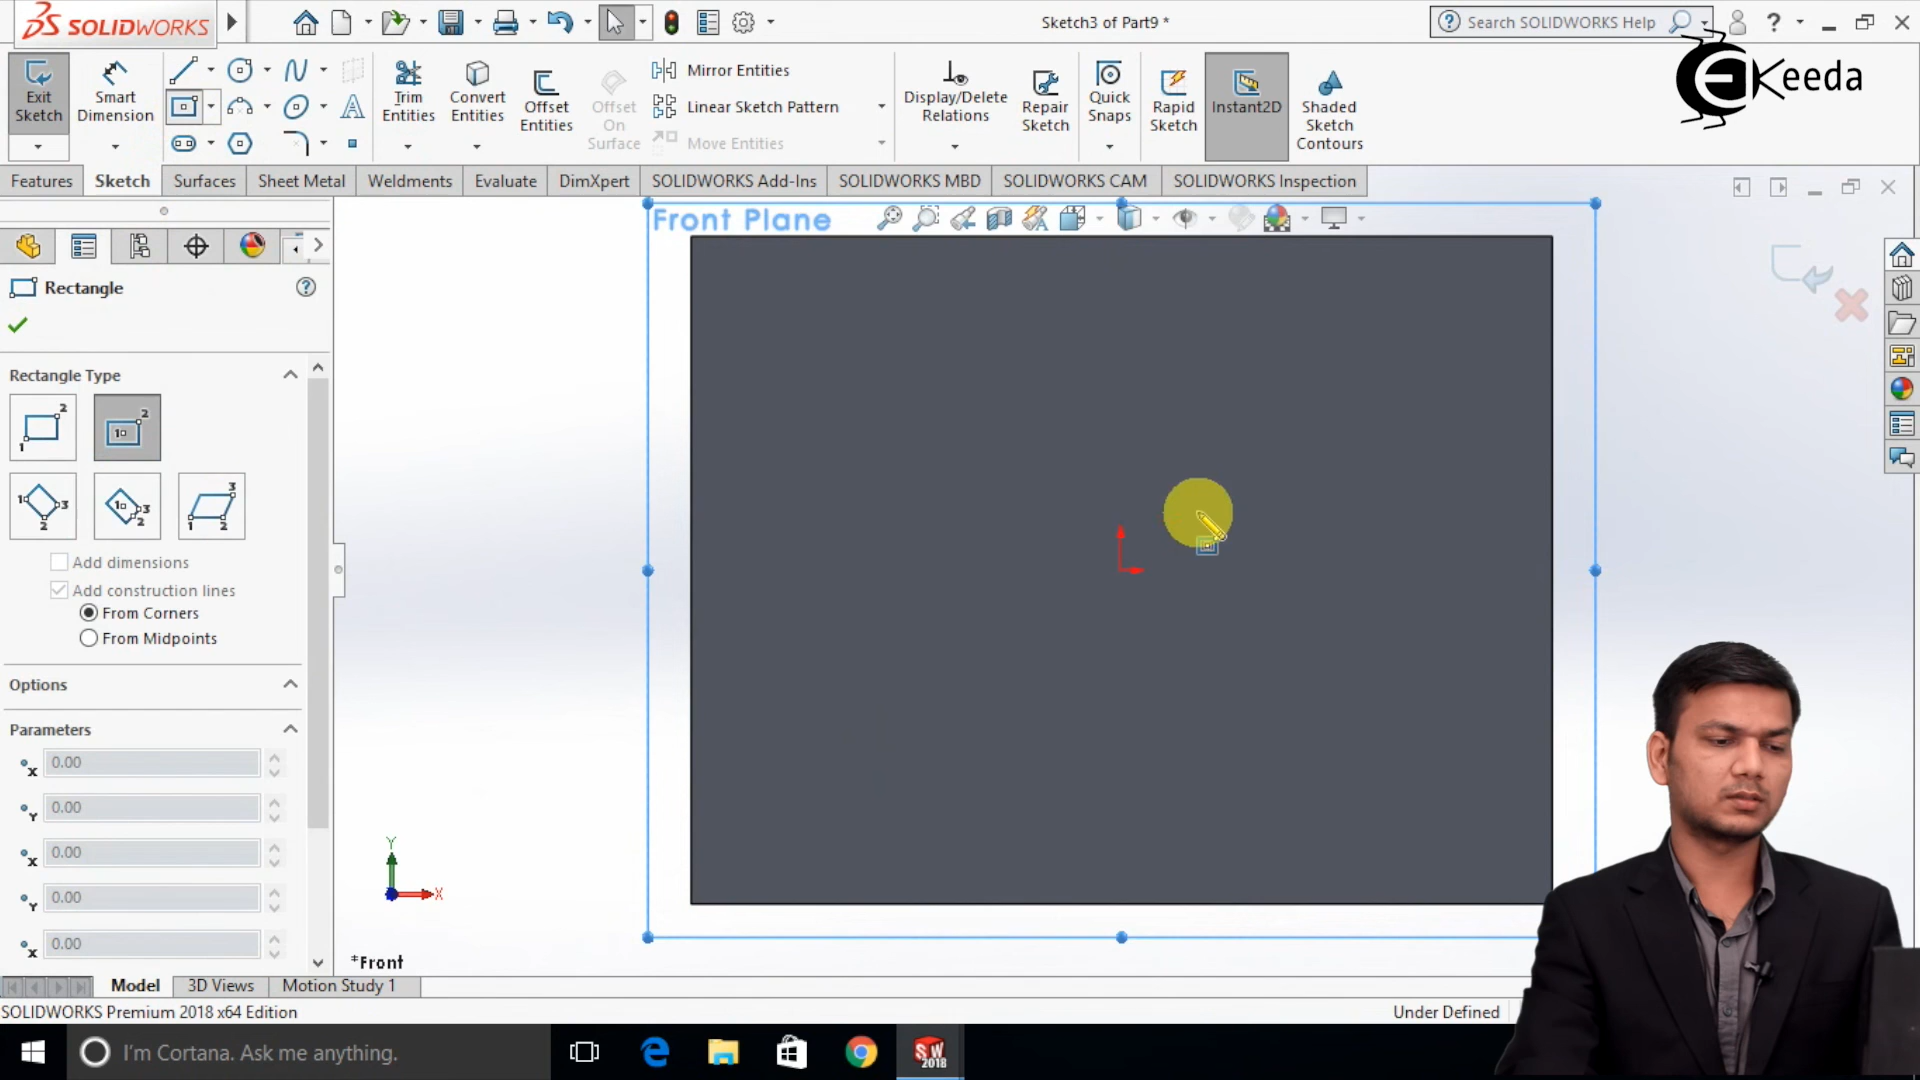 SOLIDWORKS
Sketch3 of Part9 *
Search SOLIDWORKS Help
Keeda
Exit Sketch
Smart Dimension
Trim Entities
Convert Entities
Offset Entities
Offset On Surface
Mirror Entities
Linear Sketch Pattern
Move Entities
Display/Delete Relations
Repair Sketch
Quick Snaps
Rapid Sketch
Instant2D
Shaded Sketch Contours
Features
Sketch
Surfaces
Sheet Metal
Weldments
Evaluate
DimXpert
SOLIDWORKS Add-Ins
SOLIDWORKS MBD
SOLIDWORKS CAM
SOLIDWORKS Inspection
Front Plane
Rectangle
Rectangle Type
Add dimensions
Add construction lines
From Corners
From Midpoints
Options
Parameters
X 0.00
Y 0.00
X 0.00
Y 0.00
X 0.00
Y
X
*Front
Model
3D Views
Motion Study 1
SOLIDWORKS Premium 2018 x64 Edition
Under Defined
I'm Cortana. Ask me anything.
SW 2018